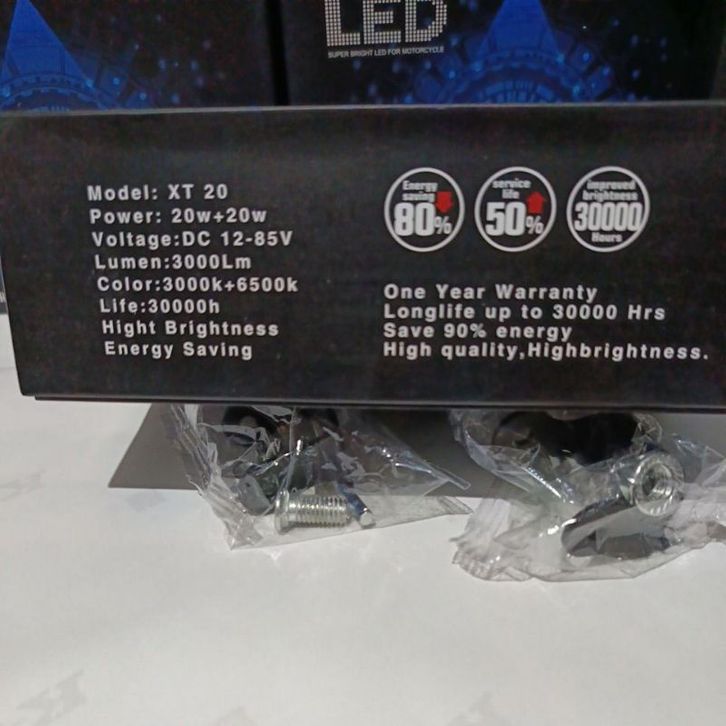 LED
SUPER BRIGHT LED FOR MOTORCYCLE
Model: XT 20
Power: 20w+20w
Voltage:DC 12-85V
Lumen:3000Lm
Color:3000k+6500k
Life:30000h
Hight Brightness
Energy Saving
Energy
saving
80%
service
life
50%
improved
brightness
30000
Hours
One Year Warranty
Longlife up to 30000 Hrs
Save 90% energy
High quality,Highbrightness.